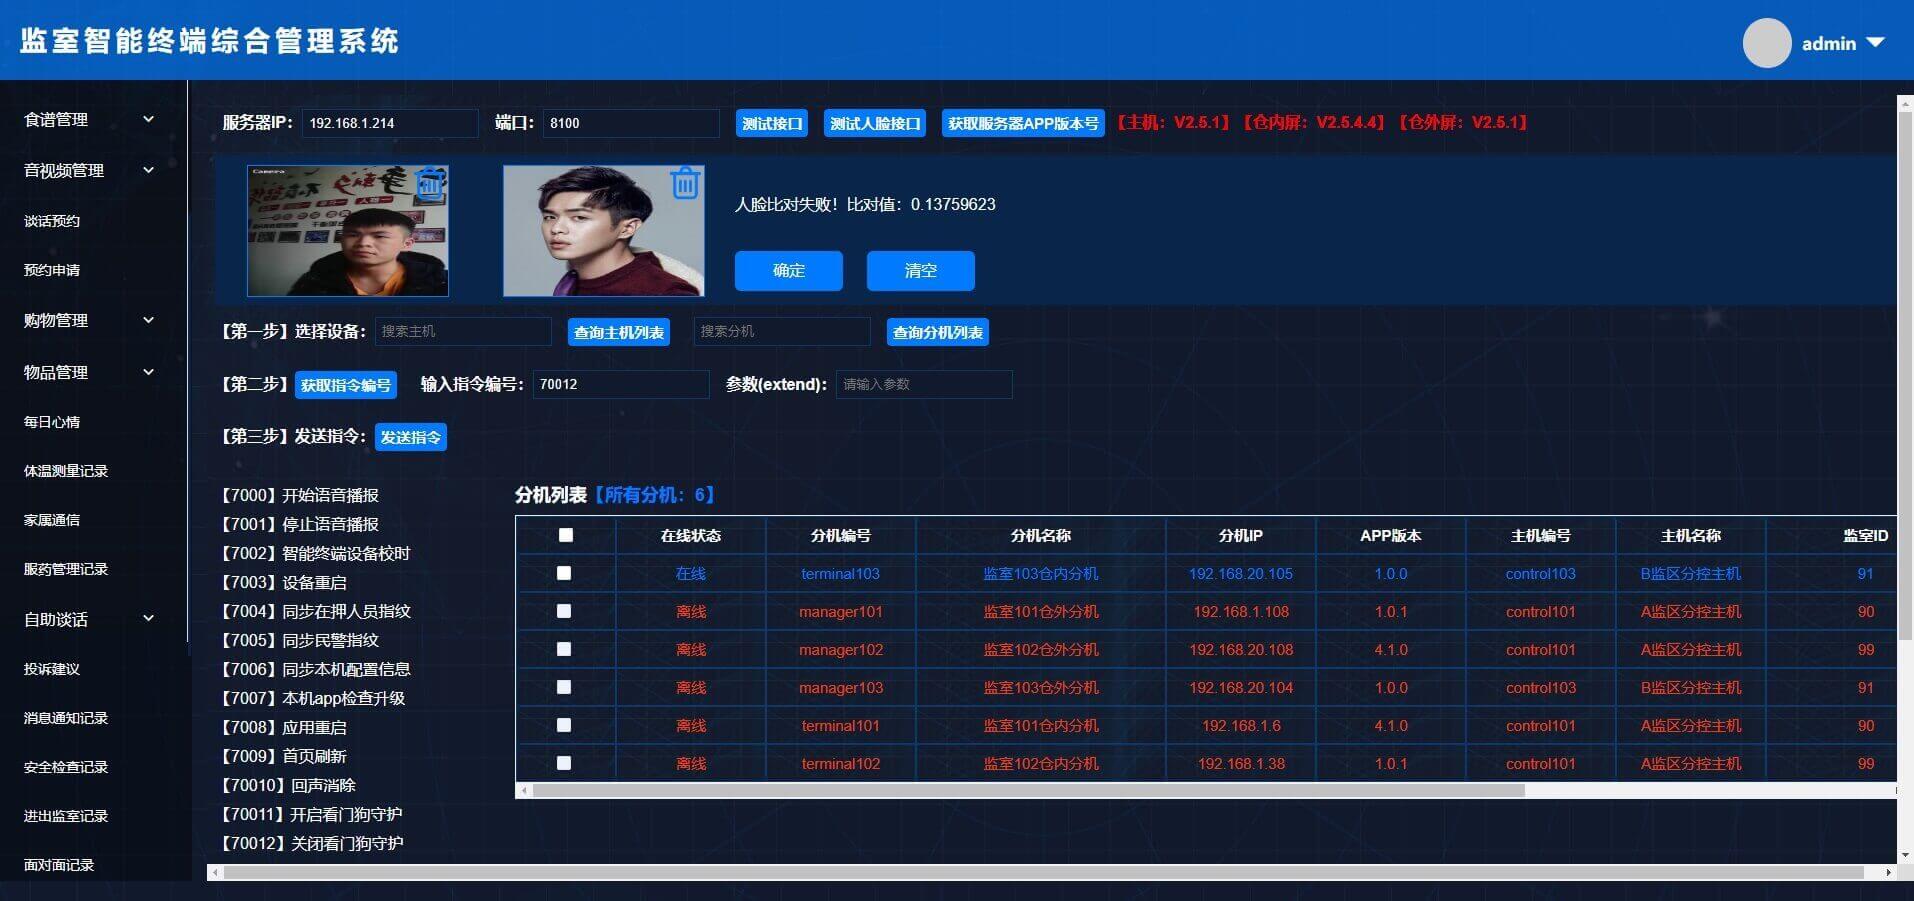 监室智能终端综合管理系统
admin
食谱管理
音视频管理
谈话预约
预约申请
购物管理
物品管理
每日心情
体温测量记录
家属通信
服药管理记录
自助谈话
投诉建议
消息通知记录
安全检查记录
进出监室记录
面对面记录
服务器IP： 192.168.1.214 端口： 8100 测试接口 测试人脸接口 获取服务器APP版本号 【主机：V2.5.1】【仓内屏：V2.5.4.4】【仓外屏：V2.5.1】
Camera
人脸比对失败！比对值：0.13759623
确定 清空
【第一步】选择设备： 搜索主机 查询主机列表 搜索分机 查询分机列表
【第二步】 获取指令编号 输入指令编号： 70012 参数(extend)： 请输入参数
【第三步】发送指令： 发送指令
【7000】开始语音播报
【7001】停止语音播报
【7002】智能终端设备校时
【7003】设备重启
【7004】同步在押人员指纹
【7005】同步民警指纹
【7006】同步本机配置信息
【7007】本机app检查升级
【7008】应用重启
【7009】首页刷新
【70010】回声消除
【70011】开启看门狗守护
【70012】关闭看门狗守护
分机列表【所有分机：6】
在线状态 分机编号 分机名称 分机IP APP版本 主机编号 主机名称 监室ID
在线 terminal103 监室103仓内分机 192.168.20.105 1.0.0 control103 B监区分控主机 91
离线 manager101 监室101仓外分机 192.168.1.108 1.0.1 control101 A监区分控主机 90
离线 manager102 监室102仓外分机 192.168.20.108 4.1.0 control101 A监区分控主机 99
离线 manager103 监室103仓外分机 192.168.20.104 1.0.0 control103 B监区分控主机 91
离线 terminal101 监室101仓内分机 192.168.1.6 4.1.0 control101 A监区分控主机 90
离线 terminal102 监室102仓内分机 192.168.1.38 1.0.1 control101 A监区分控主机 99